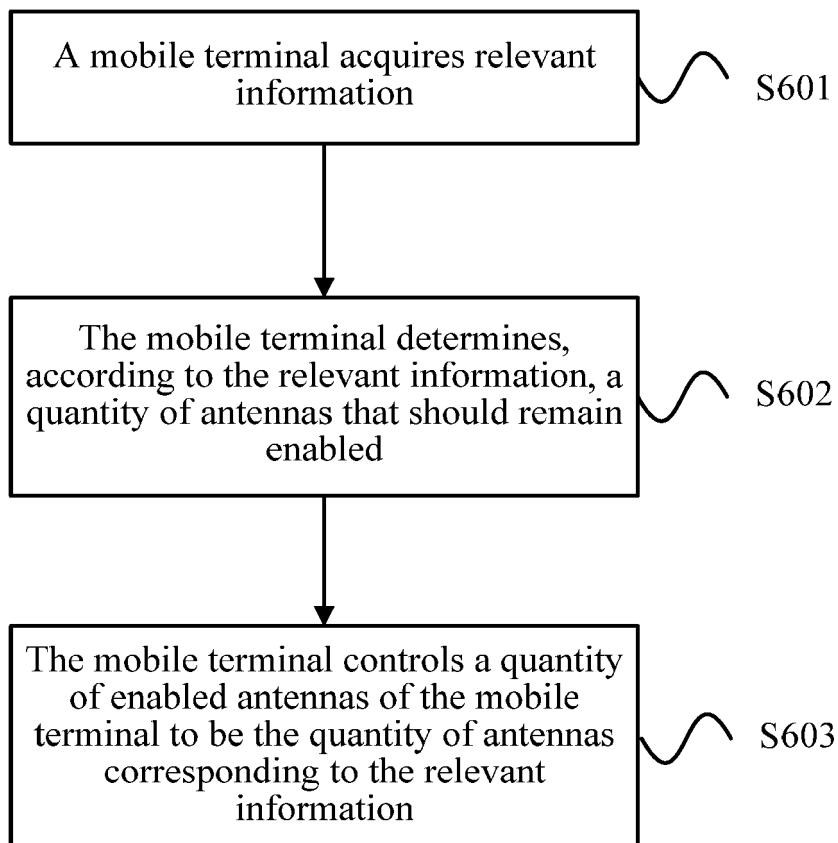 A mobile terminal acquires relevant
information
S601
The mobile terminal determines,
according to the relevant information, a
quantity of antennas that should remain
enabled
S602
The mobile terminal controls a quantity
of enabled antennas of the mobile
terminal to be the quantity of antennas
corresponding to the relevant
information
S603